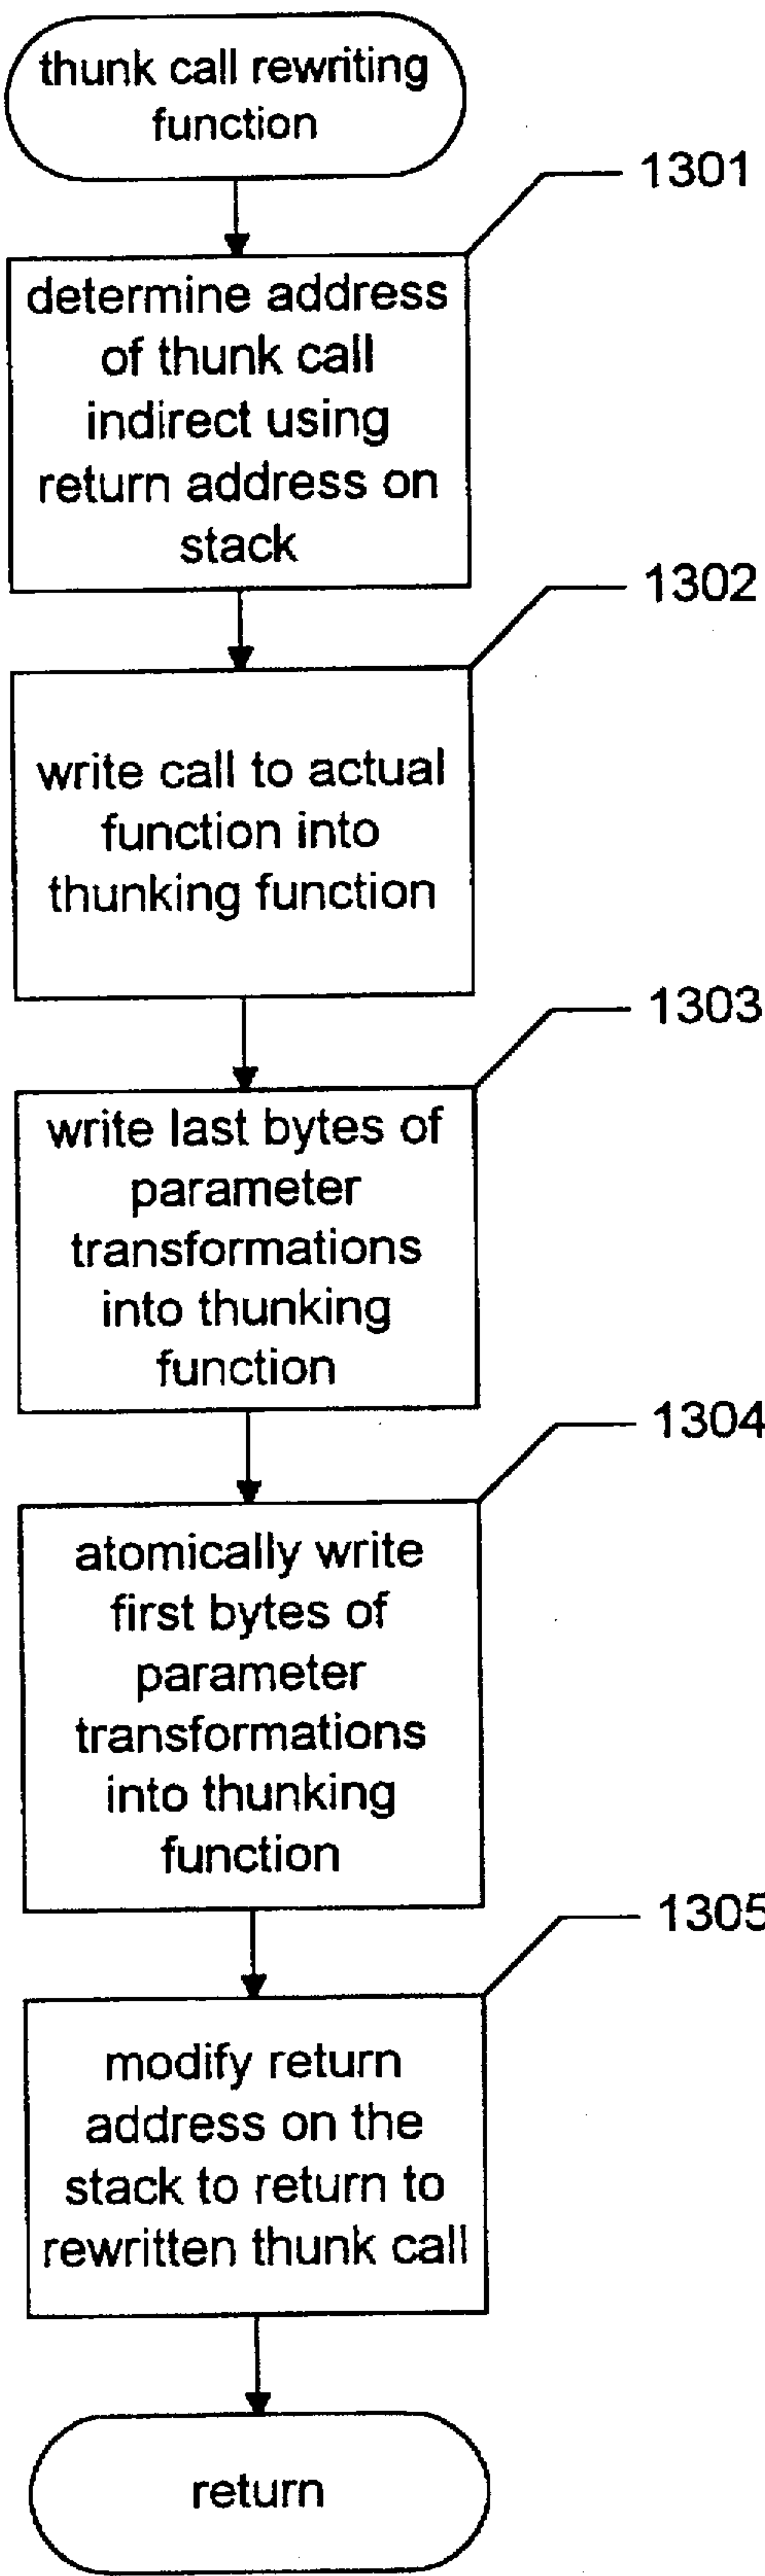 thunk call rewriting
function
1301
determine address
of thunk call
indirect using
return address on
stack
1302
write call to actual
function into
thunking function
1303
write last bytes of
parameter
transformations
into thunking
function
1304
atomically write
first bytes of
parameter
transformations
into thunking
function
1305
modify return
address on the
stack to return to
rewritten thunk call
return